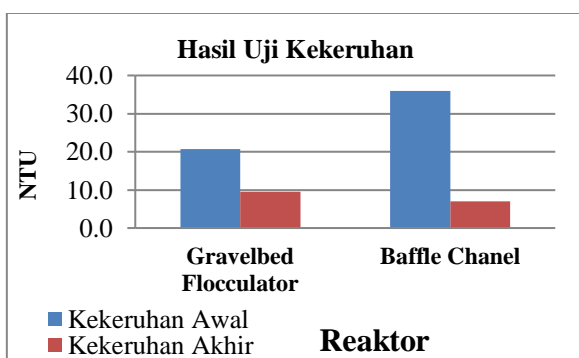 Hasil Uji Kekeruhan
40.0
30.0
20.0
10.0
0.0
NTU
Gravelbed
Flocculator
Baffle Chanel
Kekeruhan Awal
Kekeruhan Akhir
Reaktor